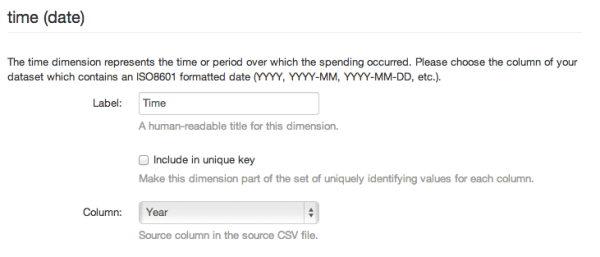 time (date)
The time dimension represents the time or period over which the spending occurred. Please choose the column of your
dataset which contains an ISO8601 formatted date (YYYY, YYYY-MM, YYYY-MM-DD, etc.).
Label: Time
A human-readable title for this dimension.
Include in unique key
Make this dimension part of the set of uniquely identifying values for each column.
Column: Year
Source column in the source CSV file.